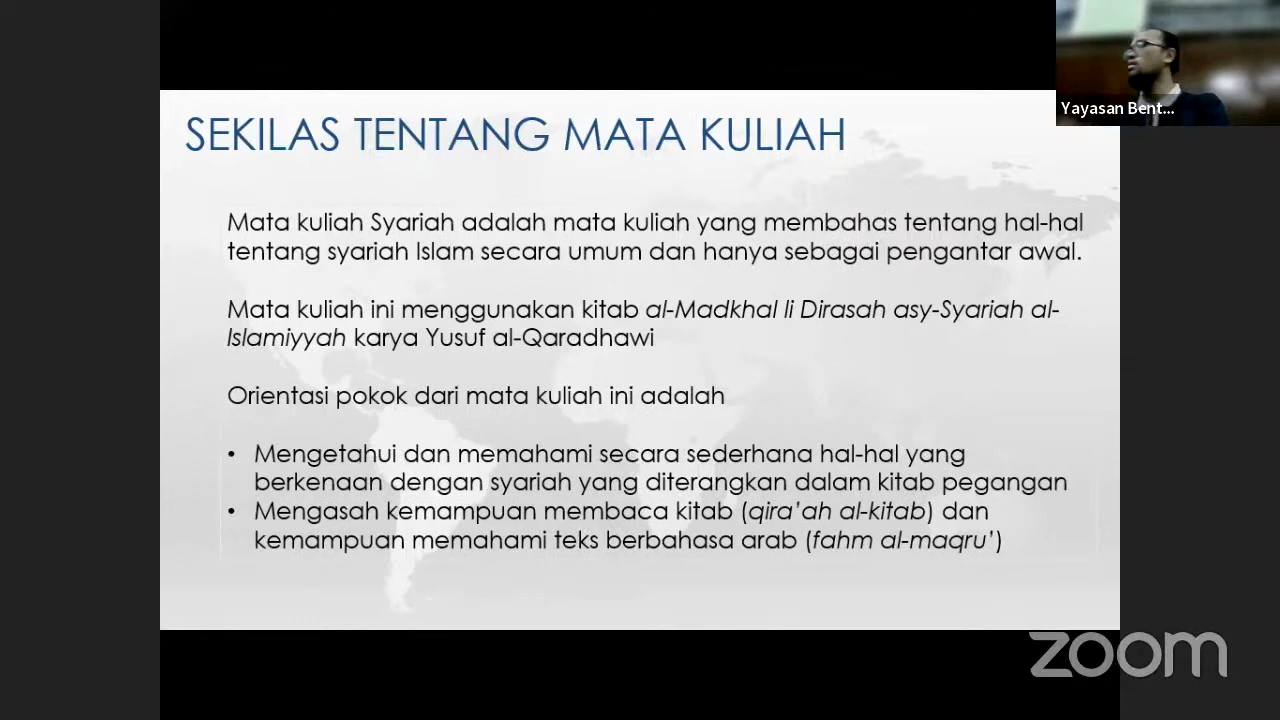 Yayasan Bent...
SEKILAS TENTANG MATA KULIAH
Mata kuliah Syariah adalah mata kuliah yang membahas tentang hal-hal
tentang syariah Islam secara umum dan hanya sebagai pengantar awal.
Mata kuliah ini menggunakan kitab al-Madkhal li Dirasah asy-Syariah al-
Islamiyyah karya Yusuf al-Qaradhawi
Orientasi pokok dari mata kuliah ini adalah
• Mengetahui dan memahami secara sederhana hal-hal yang
berkenaan dengan syariah yang diterangkan dalam kitab pegangan
• Mengasah kemampuan membaca kitab (qira’ah al-kitab) dan
kemampuan memahami teks berbahasa arab (fahm al-maqru’)
zoom